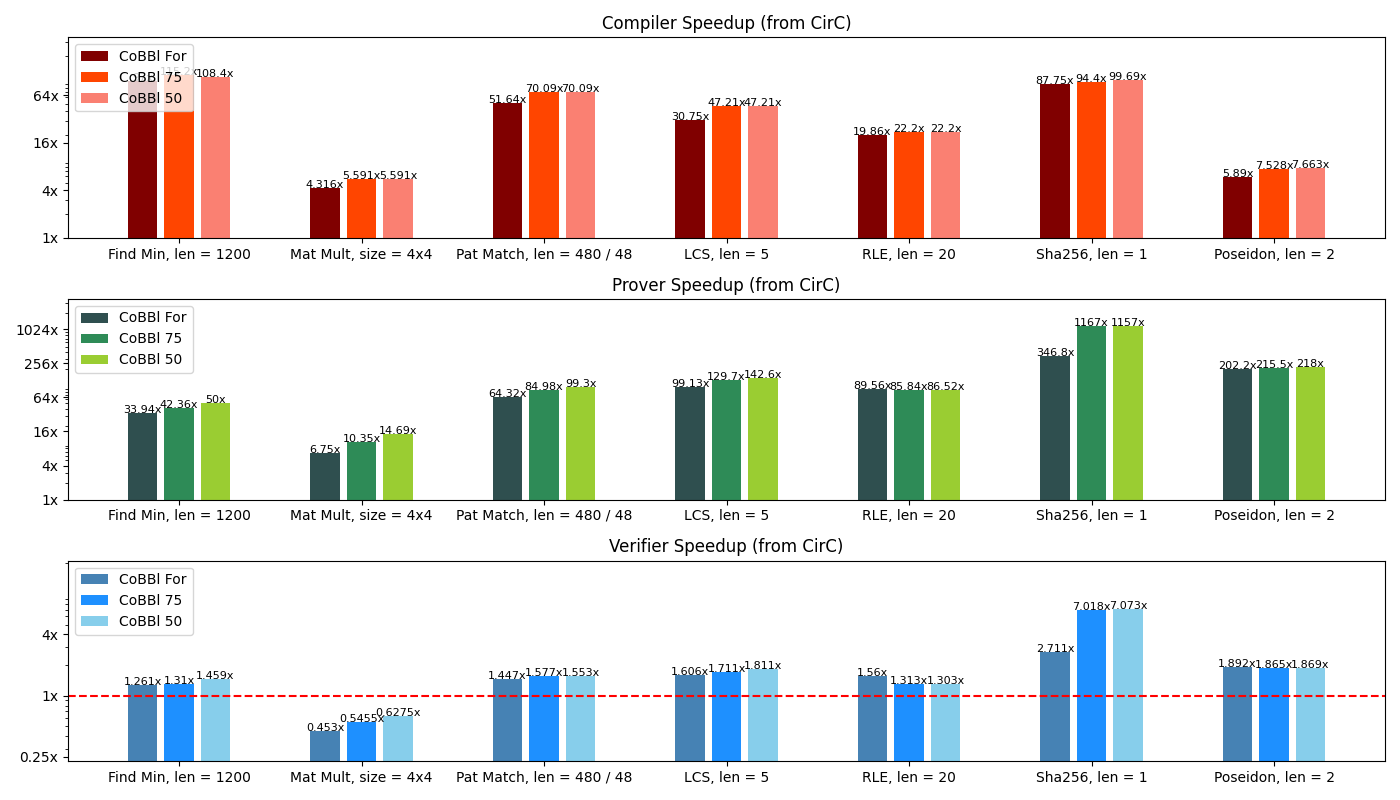 Compiler Speedup (from CirC)
CoBBl For
CoBBl 75
CoBBl 50
64x
16x
4x
1x
108.4x
4.316x
5.591x
5.591x
51.64x
70.09x
70.09x
30.75x
47.21x
47.21x
19.86x
22.2x
22.2x
87.75x
94.4x
99.69x
5.89x
7.528x
7.663x
Find Min, len = 1200
Mat Mult, size = 4x4
Pat Match, len = 480 / 48
LCS, len = 5
RLE, len = 20
Sha256, len = 1
Poseidon, len = 2
Prover Speedup (from CirC)
CoBBl For
CoBBl 75
CoBBl 50
1024x
256x
64x
16x
4x
1x
33.94x
42.36x
50x
6.75x
10.35x
14.69x
64.32x
84.98x
99.3x
99.13x
129.7x
142.6x
89.56x
85.84x
86.52x
346.8x
1167x
1157x
202.2x
215.5x
218x
Find Min, len = 1200
Mat Mult, size = 4x4
Pat Match, len = 480 / 48
LCS, len = 5
RLE, len = 20
Sha256, len = 1
Poseidon, len = 2
Verifier Speedup (from CirC)
CoBBl For
CoBBl 75
CoBBl 50
4x
1x
0.25x
1.261x
1.31x
1.459x
0.453x
0.5455x
0.6275x
1.447x
1.577x
1.553x
1.606x
1.711x
1.811x
1.56x
1.313x
1.303x
2.711x
7.018x
7.073x
1.892x
1.865x
1.869x
Find Min, len = 1200
Mat Mult, size = 4x4
Pat Match, len = 480 / 48
LCS, len = 5
RLE, len = 20
Sha256, len = 1
Poseidon, len = 2